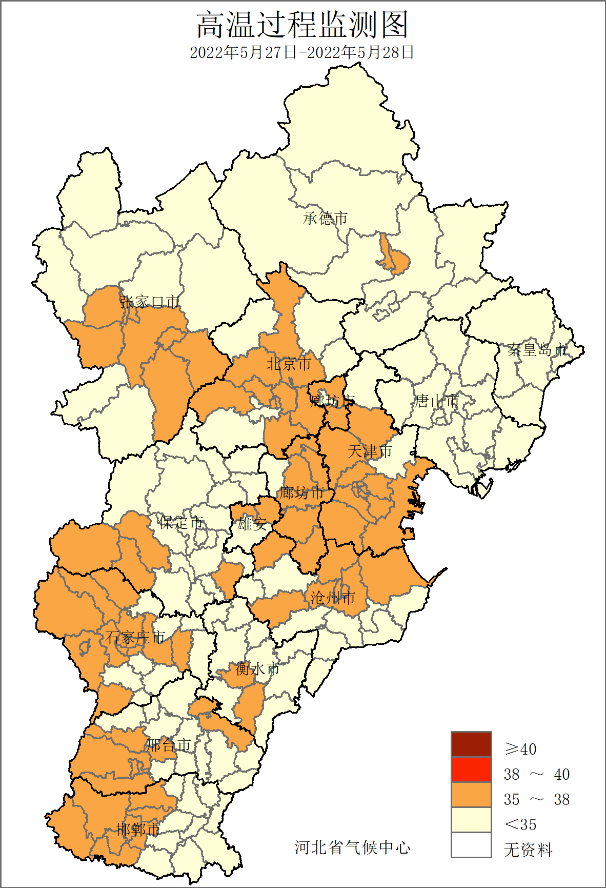 高温过程监测图
2022年5月27日-2022年5月28日
承德市
张家口市
秦皇岛市
北京市
廊坊市
唐山市
天津市
廊坊市
保定市
雄安
沧州市
石家庄市
衡水市
邢台市
邯郸市
≥40
38 ~ 40
35 ~ 38
<35
无资料
河北省气候中心